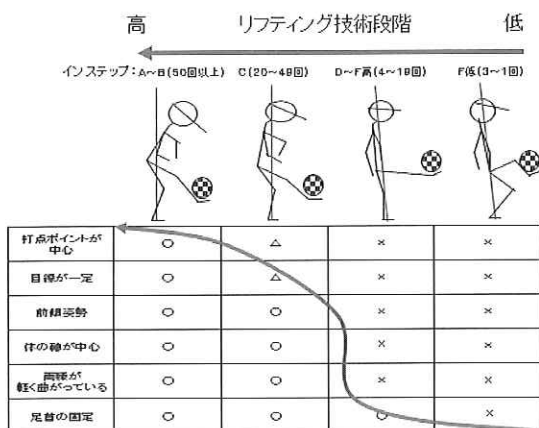 高 リフティング技術段階 低
インステップ：A～B(50回以上) C(20～49回) D～F高(4～19回) F低(3～1回)
打点ポイントが
中心 ○ △ × ×
目線が一定 ○ △ × ×
前傾姿勢 ○ ○ × ×
体の軸が中心 ○ ○ × ×
両膝が
軽く曲がっている ○ ○ × ×
足首の固定 ○ ○ ○ ×